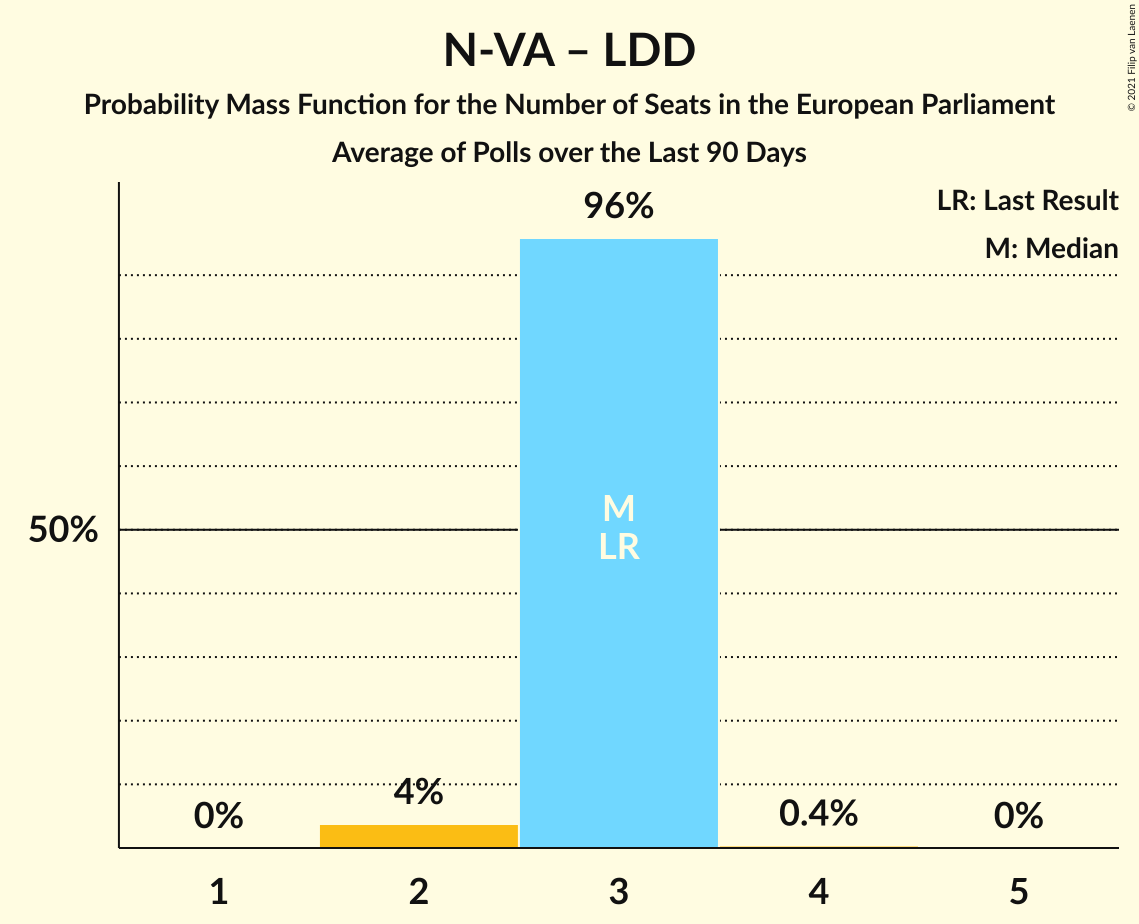 N-VA – LDD
Probability Mass Function for the Number of Seats in the European Parliament
Average of Polls over the Last 90 Days
© 2021 Filip van Laenen
LR: Last Result
M: Median
50%
0%
4%
96%
M
LR
0.4%
0%
1
2
3
4
5